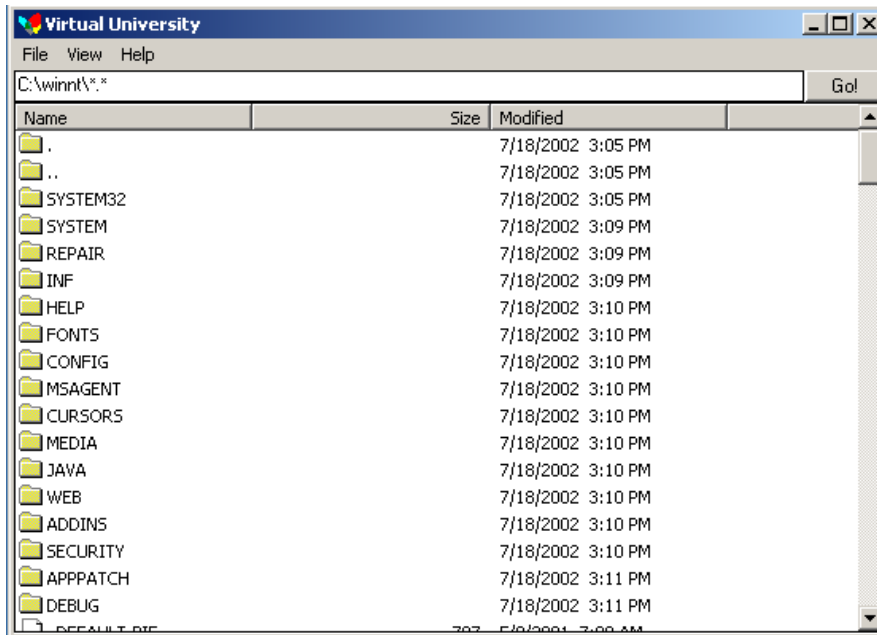 Virtual University
File View Help
C:\winnt\*.* Go!
Name Size Modified
. 7/18/2002 3:05 PM
.. 7/18/2002 3:05 PM
SYSTEM32 7/18/2002 3:05 PM
SYSTEM 7/18/2002 3:09 PM
REPAIR 7/18/2002 3:09 PM
INF 7/18/2002 3:09 PM
HELP 7/18/2002 3:10 PM
FONTS 7/18/2002 3:10 PM
CONFIG 7/18/2002 3:10 PM
MSAGENT 7/18/2002 3:10 PM
CURSORS 7/18/2002 3:10 PM
MEDIA 7/18/2002 3:10 PM
JAVA 7/18/2002 3:10 PM
WEB 7/18/2002 3:10 PM
ADDINS 7/18/2002 3:10 PM
SECURITY 7/18/2002 3:10 PM
APPPATCH 7/18/2002 3:11 PM
DEBUG 7/18/2002 3:11 PM